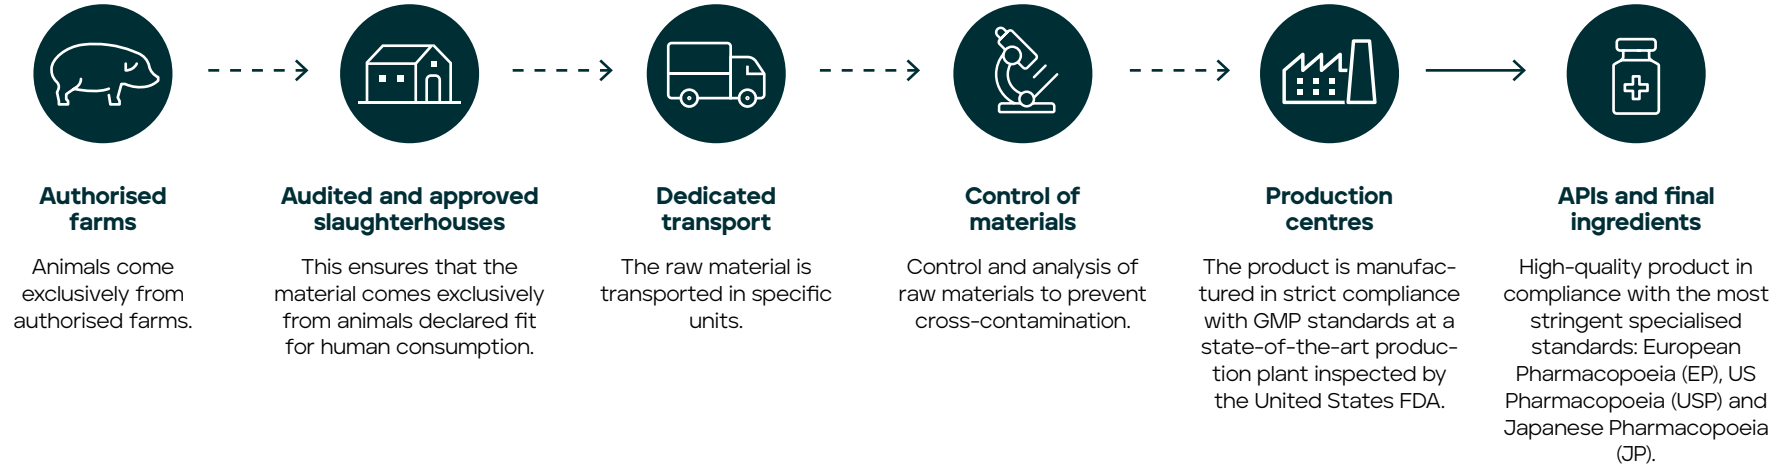 Authorised
farms
Animals come
exclusively from
authorised farms.
Audited and approved
slaughterhouses
This ensures that the
material comes exclusively
from animals declared fit
for human consumption.
Dedicated
transport
The raw material is
transported in specific
units.
Control of
materials
Control and analysis of
raw materials to prevent
cross-contamination.
Production
centres
The product is manufac-
tured in strict compliance
with GMP standards at a
state-of-the-art produc-
tion plant inspected by
the United States FDA.
APIs and final
ingredients
High-quality product in
compliance with the most
stringent specialised
standards: European
Pharmacopoeia (EP), US
Pharmacopoeia (USP) and
Japanese Pharmacopoeia
(JP).